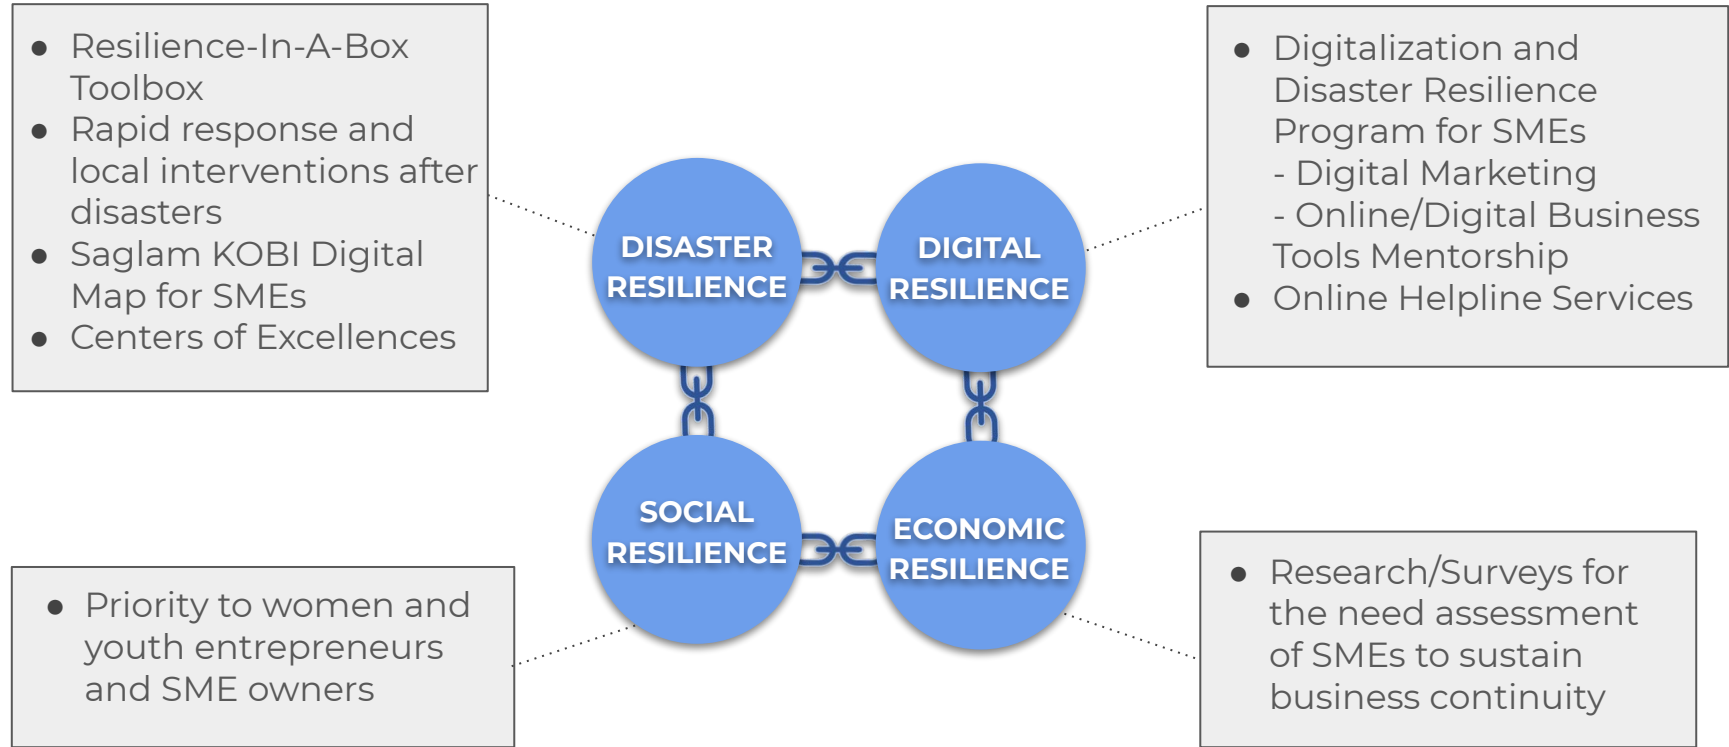 ● Resilience-In-A-Box
Toolbox
● Rapid response and
local interventions after
disasters
● Saglam KOBI Digital
Map for SMEs
● Centers of Excellences
● Digitalization and
Disaster Resilience
Program for SMEs
- Digital Marketing
- Online/Digital Business
Tools Mentorship
● Online Helpline Services
DISASTER
RESILIENCE
DIGITAL
RESILIENCE
SOCIAL
RESILIENCE
ECONOMIC
RESILIENCE
● Priority to women and
youth entrepreneurs
and SME owners
● Research/Surveys for
the need assessment
of SMEs to sustain
business continuity